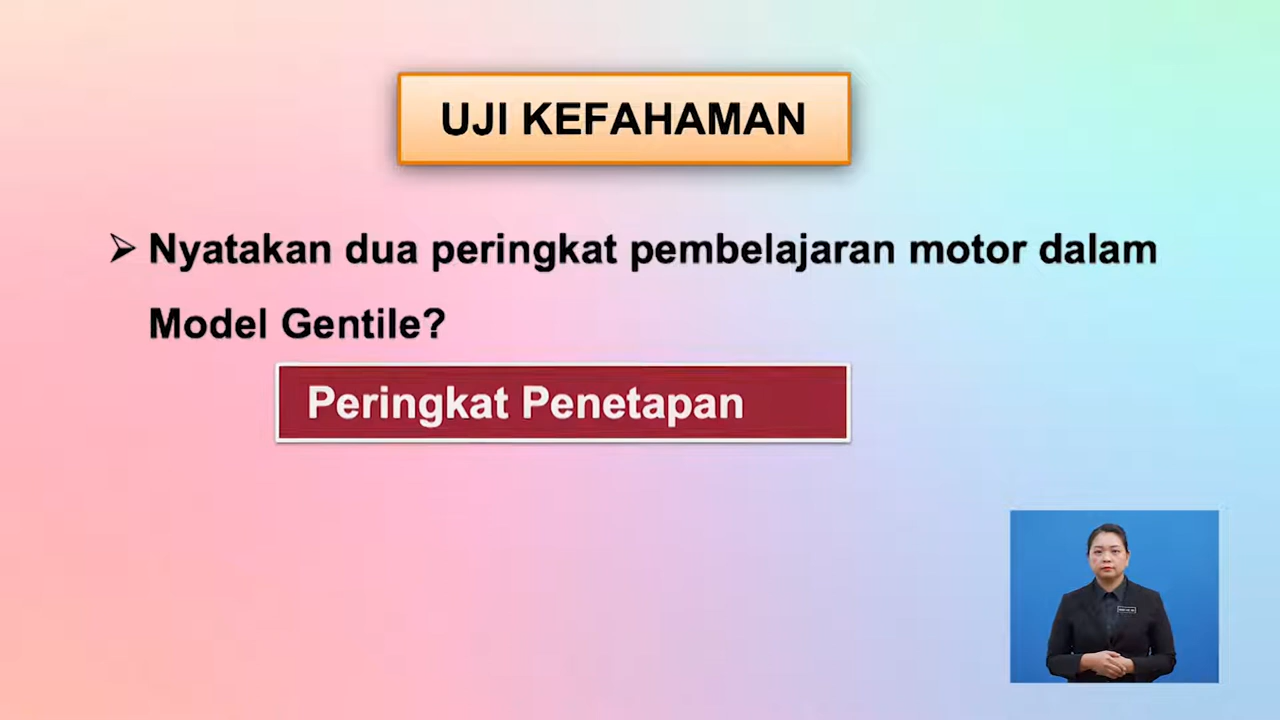 UJI KEFAHAMAN
Nyatakan dua peringkat pembelajaran motor dalam
Model Gentile?
Peringkat Penetapan